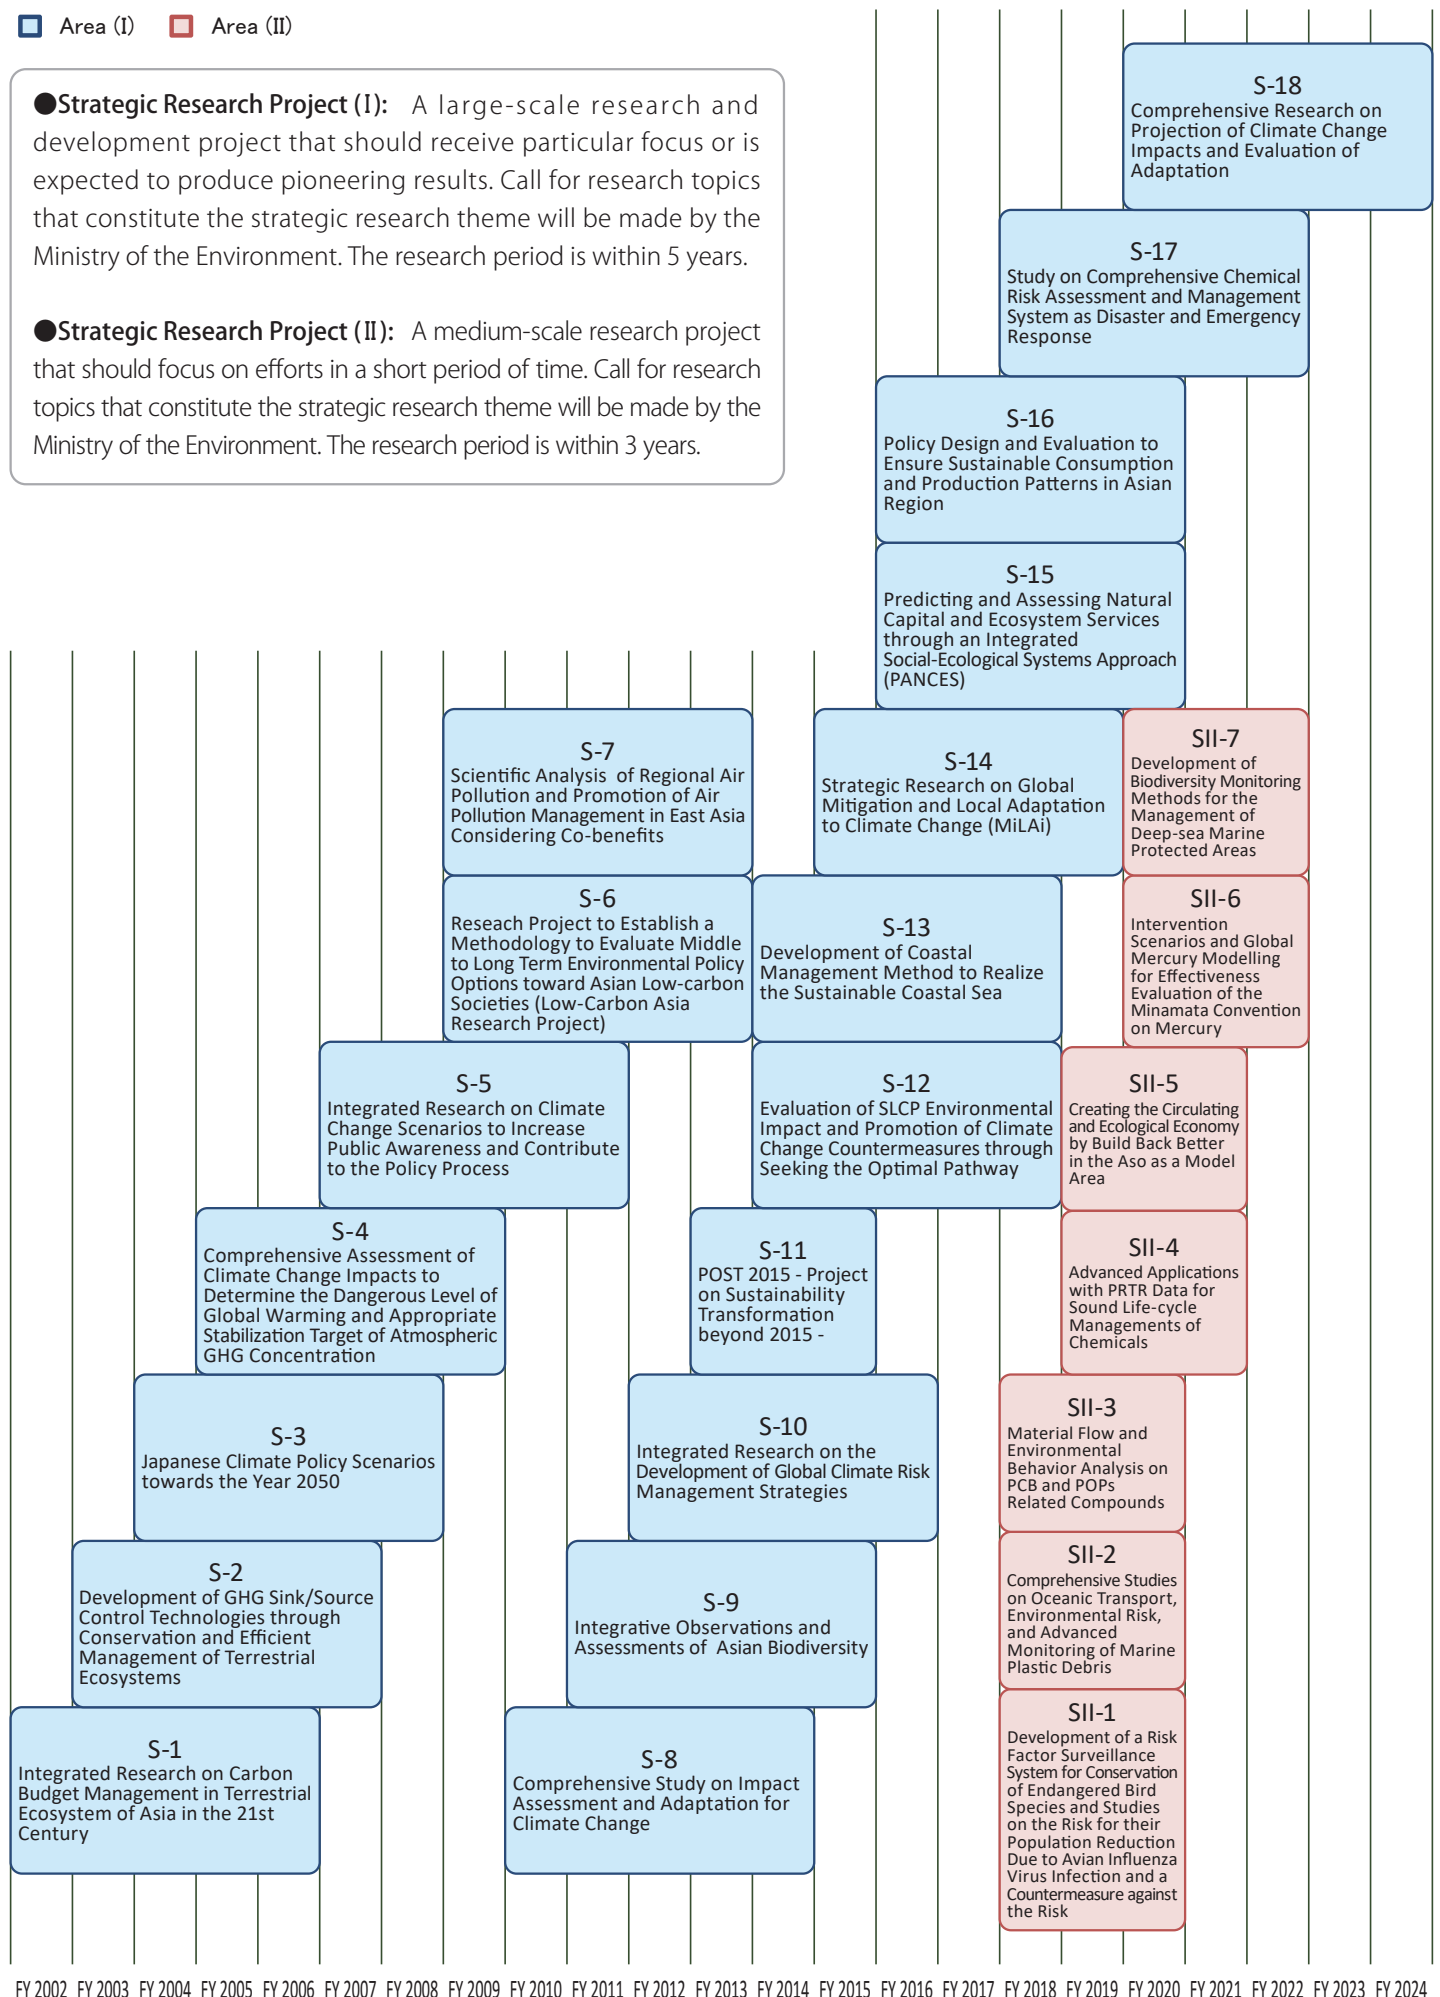 Area (I)
Area (II)
●Strategic Research Project (I): A large-scale research and
development project that should receive particular focus or is
expected to produce pioneering results. Call for research topics
that constitute the strategic research theme will be made by the
Ministry of the Environment. The research period is within 5 years.
●Strategic Research Project (II): A medium-scale research project
that should focus on efforts in a short period of time. Call for research
topics that constitute the strategic research theme will be made by the
Ministry of the Environment. The research period is within 3 years.
S-18
Comprehensive Research on
Projection of Climate Change
Impacts and Evaluation of
Adaptation
S-17
Study on Comprehensive Chemical
Risk Assessment and Management
System as Disaster and Emergency
Response
S-16
Policy Design and Evaluation to
Ensure Sustainable Consumption
and Production Patterns in Asian
Region
S-15
Predicting and Assessing Natural
Capital and Ecosystem Services
through an Integrated
Social-Ecological Systems Approach
(PANCES)
S-7
Scientific Analysis of Regional Air
Pollution and Promotion of Air
Pollution Management in East Asia
Considering Co-benefits
S-14
Strategic Research on Global
Mitigation and Local Adaptation
to Climate Change (MiLAi)
SII-7
Development of
Biodiversity Monitoring
Methods for the
Management of
Deep-sea Marine
Protected Areas
S-6
Reseach Project to Establish a
Methodology to Evaluate Middle
to Long Term Environmental Policy
Options toward Asian Low-carbon
Societies (Low-Carbon Asia
Research Project)
S-13
Development of Coastal
Management Method to Realize
the Sustainable Coastal Sea
SII-6
Intervention
Scenarios and Global
Mercury Modelling
for Effectiveness
Evaluation of the
Minamata Convention
on Mercury
S-5
Integrated Research on Climate
Change Scenarios to Increase
Public Awareness and Contribute
to the Policy Process
S-12
Evaluation of SLCP Environmental
Impact and Promotion of Climate
Change Countermeasures through
Seeking the Optimal Pathway
SII-5
Creating the Circulating
and Ecological Economy
by Build Back Better
in the Aso as a Model
Area
S-4
Comprehensive Assessment of
Climate Change Impacts to
Determine the Dangerous Level of
Global Warming and Appropriate
Stabilization Target of Atmospheric
GHG Concentration
S-11
POST 2015 - Project
on Sustainability
Transformation
beyond 2015 -
SII-4
Advanced Applications
with PRTR Data for
Sound Life-cycle
Managements of
Chemicals
S-3
Japanese Climate Policy Scenarios
towards the Year 2050
S-10
Integrated Research on the
Development of Global Climate Risk
Management Strategies
SII-3
Material Flow and
Environmental
Behavior Analysis on
PCB and POPs
Related Compounds
S-2
Development of GHG Sink/Source
Control Technologies through
Conservation and Efficient
Management of Terrestrial
Ecosystems
S-9
Integrative Observations and
Assessments of Asian Biodiversity
SII-2
Comprehensive Studies
on Oceanic Transport,
Environmental Risk,
and Advanced
Monitoring of Marine
Plastic Debris
S-1
Integrated Research on Carbon
Budget Management in Terrestrial
Ecosystem of Asia in the 21st
Century
S-8
Comprehensive Study on Impact
Assessment and Adaptation for
Climate Change
SII-1
Development of a Risk
Factor Surveillance
System for Conservation
of Endangered Bird
Species and Studies
on the Risk for their
Population Reduction
Due to Avian Influenza
Virus Infection and a
Countermeasure against
the Risk
FY 2002 FY 2003 FY 2004 FY 2005 FY 2006 FY 2007 FY 2008 FY 2009 FY 2010 FY 2011 FY 2012 FY 2013 FY 2014 FY 2015 FY 2016 FY 2017 FY 2018 FY 2019 FY 2020 FY 2021 FY 2022 FY 2023 FY 2024